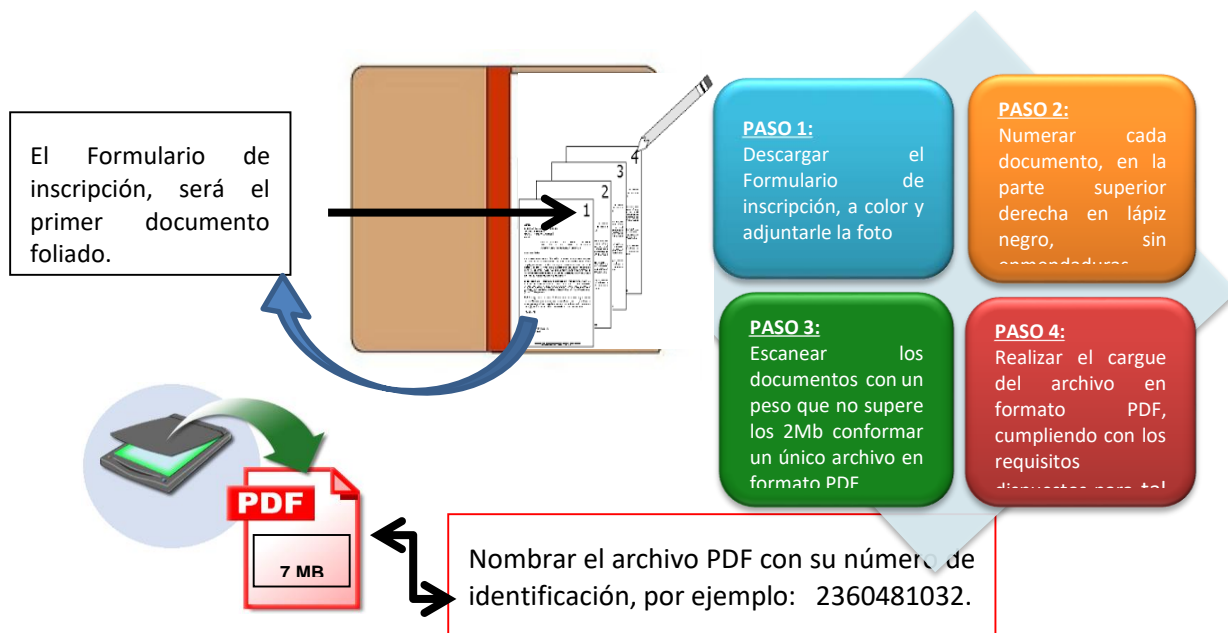 El Formulario de
inscripción, será el
primer documento
foliado.
4
3
2
1
PASO 1:
Descargar el
Formulario de
inscripción, a color y
adjuntarle la foto
PASO 2:
Numerar cada
documento, en la
parte superior
derecha en lápiz
negro, sin
enmendaduras
PASO 3:
Escanear los
documentos con un
peso que no supere
los 2Mb conformar
un único archivo en
formato PDF
PASO 4:
Realizar el cargue
del archivo en
formato PDF,
cumpliendo con los
requisitos
dispuestos para tal
PDF
7 MB
Nombrar el archivo PDF con su número de
identificación, por ejemplo: 2360481032.